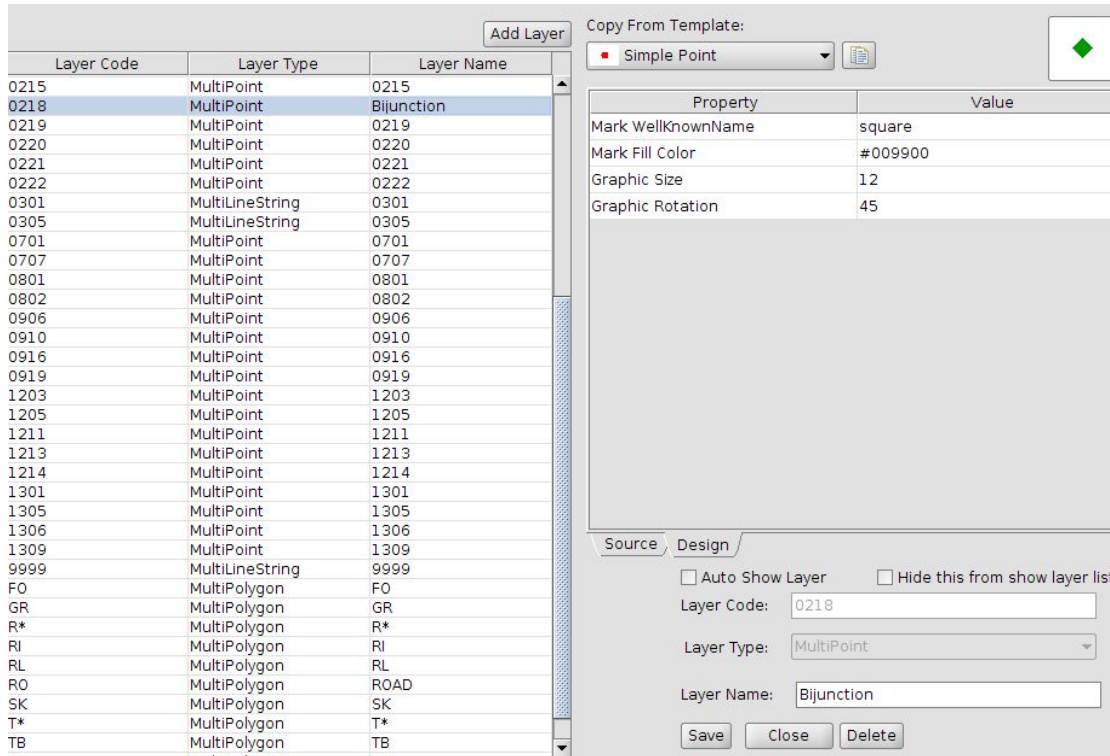 Add Layer
Layer Code Layer Type Layer Name
0215 MultiPoint 0215
0218 MultiPoint Bijunction
0219 MultiPoint 0219
0220 MultiPoint 0220
0221 MultiPoint 0221
0222 MultiPoint 0222
0301 MultiLineString 0301
0305 MultiLineString 0305
0701 MultiPoint 0701
0707 MultiPoint 0707
0801 MultiPoint 0801
0802 MultiPoint 0802
0906 MultiPoint 0906
0910 MultiPoint 0910
0916 MultiPoint 0916
0919 MultiPoint 0919
1203 MultiPoint 1203
1205 MultiPoint 1205
1211 MultiPoint 1211
1213 MultiPoint 1213
1214 MultiPoint 1214
1301 MultiPoint 1301
1305 MultiPoint 1305
1306 MultiPoint 1306
1309 MultiPoint 1309
9999 MultiLineString 9999
FO MultiPolygon FO
GR MultiPolygon GR
R* MultiPolygon R*
RI MultiPolygon RI
RL MultiPolygon RL
RO MultiPolygon ROAD
SK MultiPolygon SK
T* MultiPolygon T*
TB MultiPolygon TB
Copy From Template:
Simple Point
Property Value
Mark WellKnownName square
Mark Fill Color #009900
Graphic Size 12
Graphic Rotation 45
Source Design
Auto Show Layer Hide this from show layer list
Layer Code: 0218
Layer Type: MultiPoint
Layer Name: Bijunction
Save Close Delete